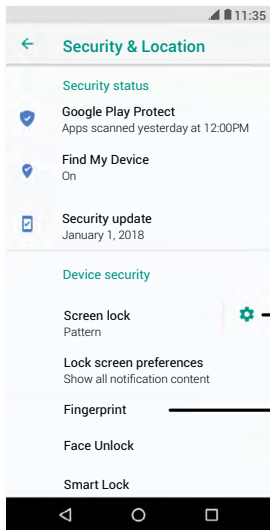 11:35
Security & Location
Security status
Google Play Protect
Apps scanned yesterday at 12:00PM
Find My Device
On
Security update
January 1, 2018
Device security
Screen lock
Pattern
Lock screen preferences
Show all notification content
Fingerprint
Face Unlock
Smart Lock